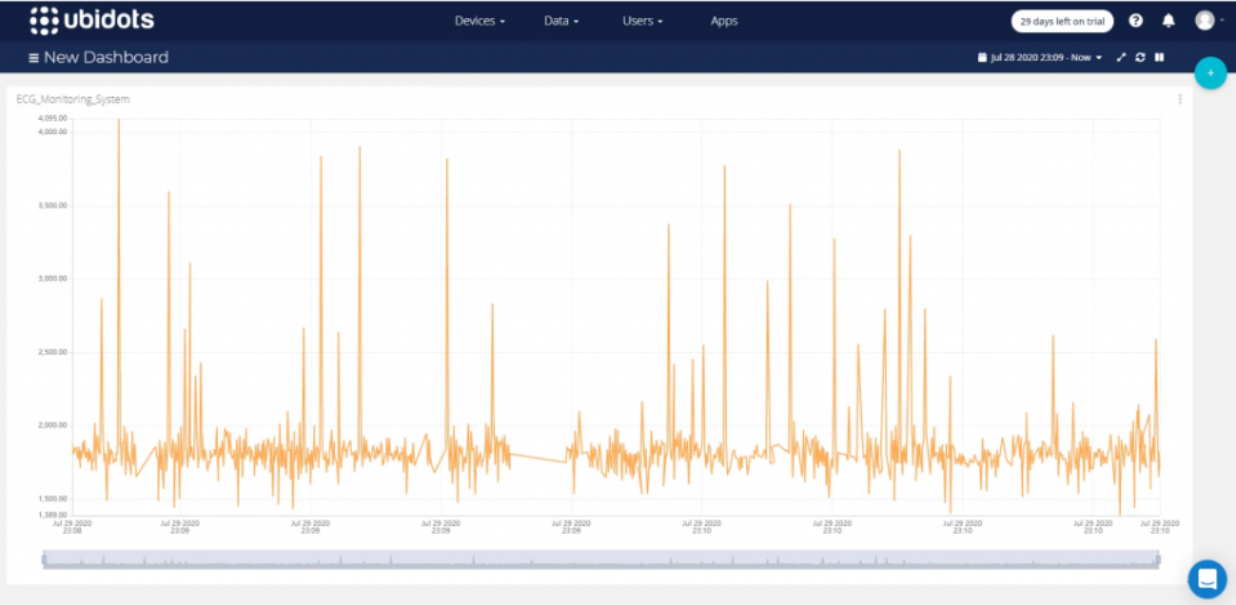 ubidots
Devices
Data
Users
Apps
29 days left on trial
?
New Dashboard
Jul 28 2020 23:09 - Now
+
ECG_Monitoring_System
4,095.00
4,000.00
3,500.00
3,000.00
2,500.00
2,000.00
1,500.00
1,389.00
Jul 29 2020
23:08
Jul 29 2020
23:09
Jul 29 2020
23:09
Jul 29 2020
23:09
Jul 29 2020
23:09
Jul 29 2020
23:10
Jul 29 2020
23:10
Jul 29 2020
23:10
Jul 29 2020
23:10
Jul 29 2020
23:10